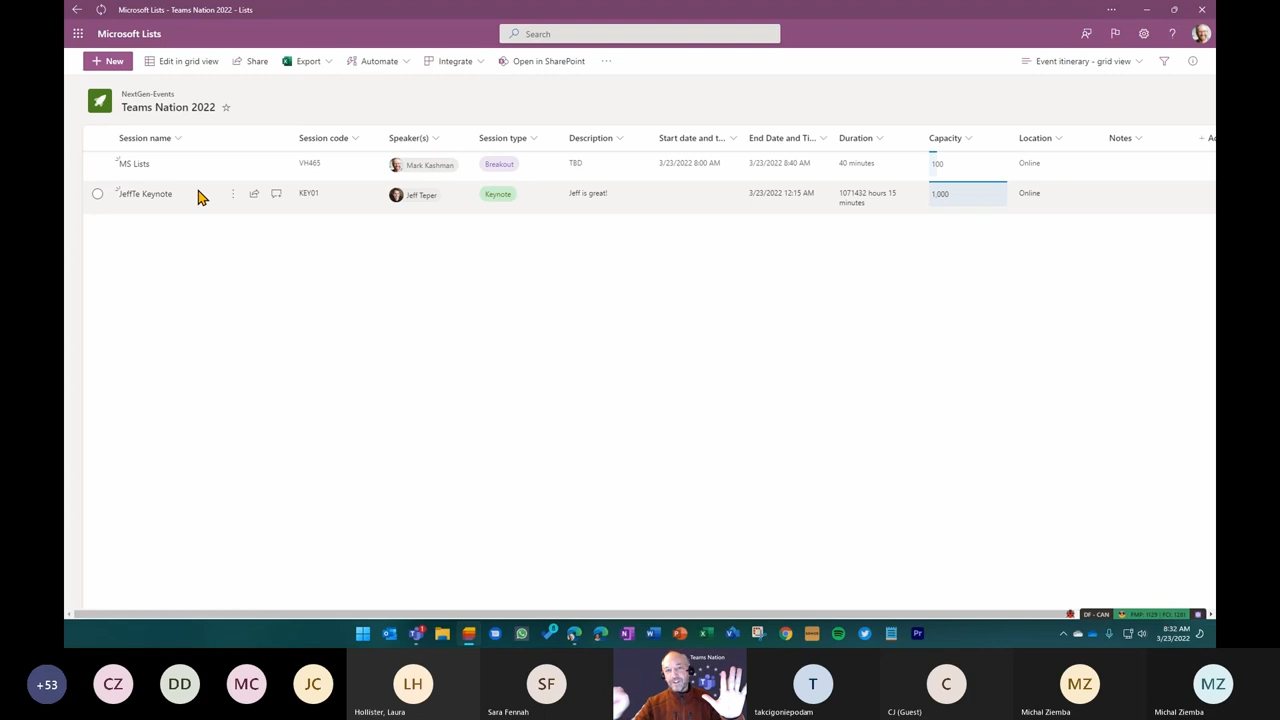 Microsoft Lists - Teams Nation 2022 - Lists
Microsoft Lists
Search
New
Edit in grid view
Share
Export
Automate
Integrate
Open in SharePoint
Event itinerary - grid view
NextGen-Events
Teams Nation 2022
Session name
Session code
Speaker(s)
Session type
Description
Start date and t...
End Date and Ti...
Duration
Capacity
Location
Notes
+ Ac
MS Lists
VH465
Mark Kashman
Breakout
TBD
3/23/2022 8:00 AM
3/23/2022 8:40 AM
40 minutes
100
Online
JeffTe Keynote
KEY01
Jeff Teper
Keynote
Jeff is great!
3/23/2022 12:15 AM
1071432 hours 15
minutes
1,000
Online
DF - CAN
8:32 AM
3/23/2022
+53
CZ
DD
MC
JC
LH
Hollister, Laura
SF
Sara Fennah
Teams Nation
T
takcigoniepodam
C
CJ (Guest)
MZ
Michal Ziemba
MZ
Michal Ziemba